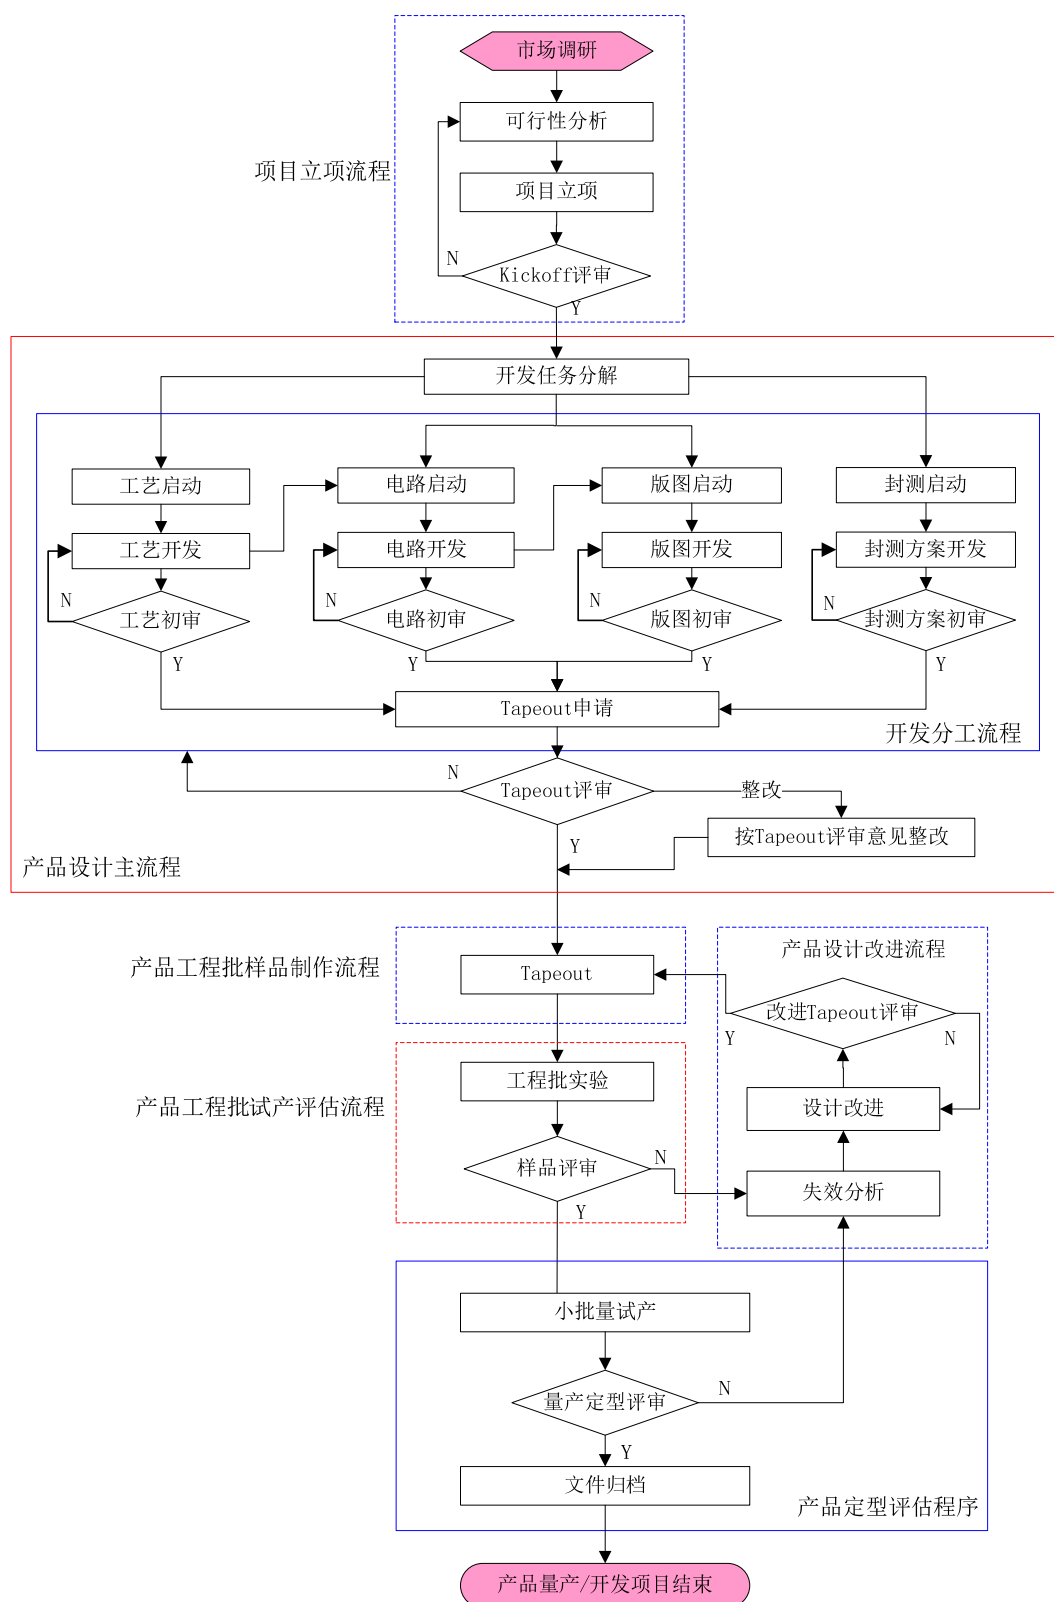 市场调研
可行性分析
项目立项流程
项目立项
N
Kickoff评审
Y
开发任务分解
工艺启动
电路启动
版图启动
封测启动
工艺开发
电路开发
版图开发
封测方案开发
N
N
N
N
工艺初审
电路初审
版图初审
封测方案初审
Y
Y
Y
Y
Tapeout申请
开发分工流程
N
Tapeout评审
整改
Y
按Tapeout评审意见整改
产品设计主流程
产品设计改进流程
产品工程批样品制作流程
Tapeout
改进Tapeout评审
Y
N
工程批实验
产品工程批试产评估流程
设计改进
样品评审
N
失效分析
Y
小批量试产
N
量产定型评审
Y
文件归档
产品定型评估程序
产品量产/开发项目结束